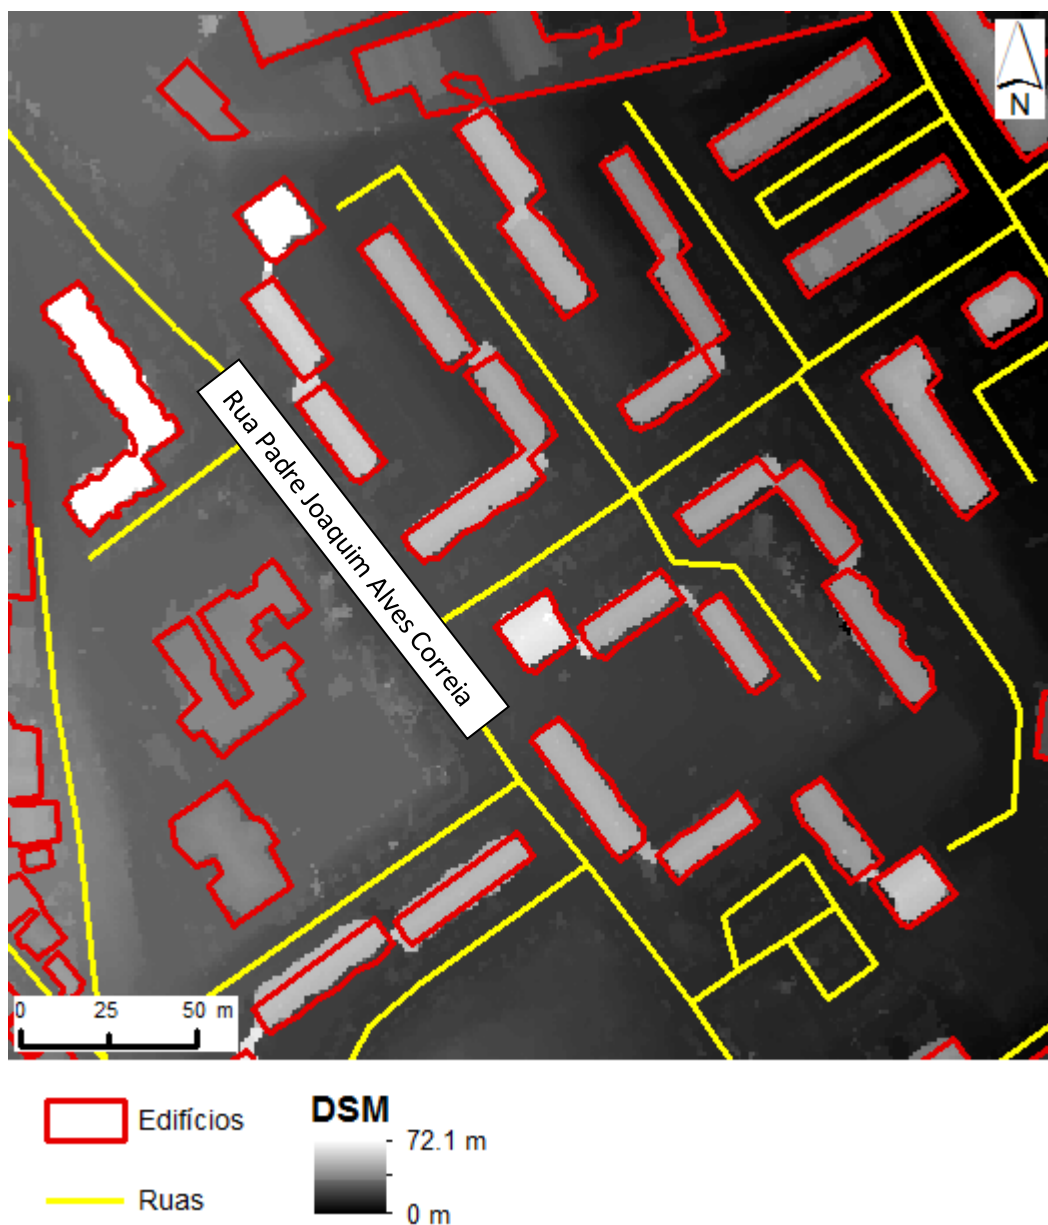 N
Rua Padre Joaquim Alves Correia
0 25 50 m
Edifícios
DSM
72.1 m
Ruas
0 m